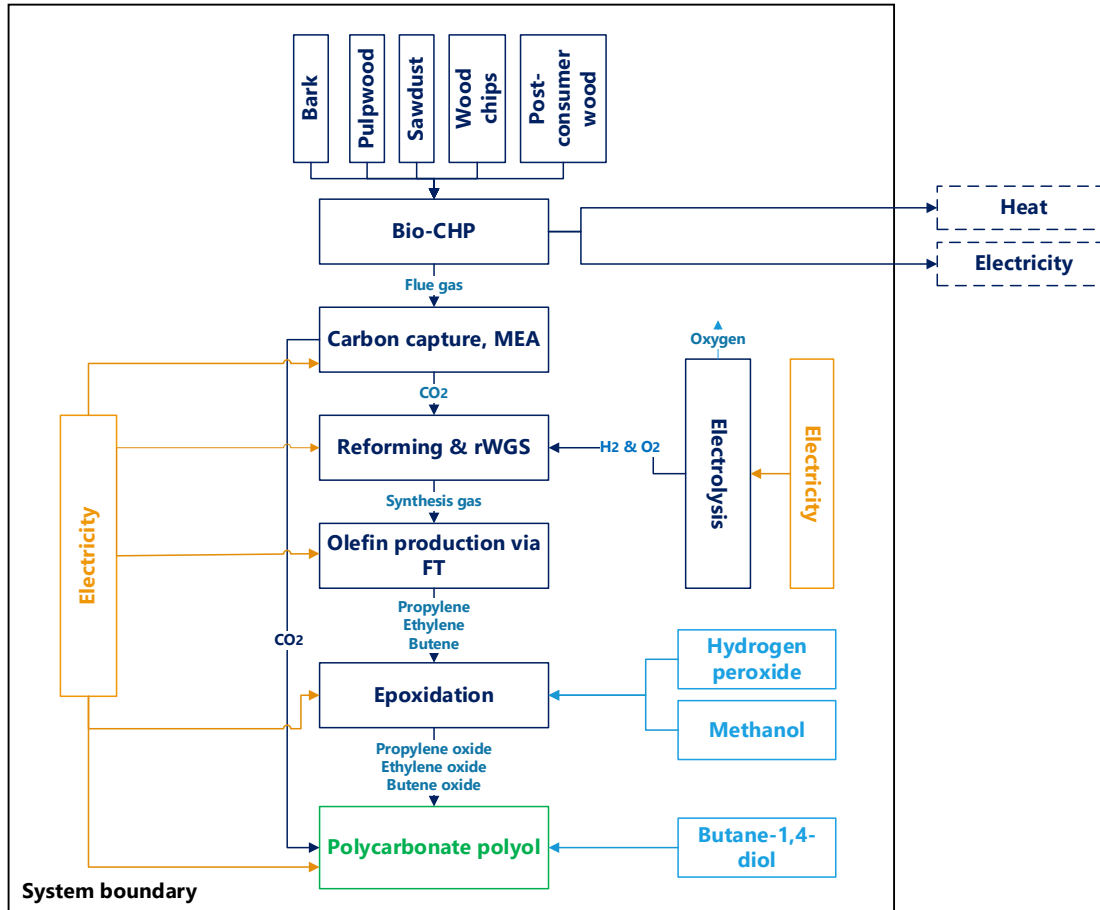 Bark
Pulpwood
Sawdust
Wood
chips
Post-
consumer
wood
Bio-CHP
Heat
Electricity
Flue gas
Carbon capture, MEA
Oxygen
CO2
Reforming & rWGS
H2 & O2
Electrolysis
Electricity
Synthesis gas
Electricity
Olefin production via
FT
Propylene
Ethylene
Butene
CO2
Hydrogen
peroxide
Epoxidation
Methanol
Propylene oxide
Ethylene oxide
Butene oxide
Polycarbonate polyol
Butane-1,4-
diol
System boundary